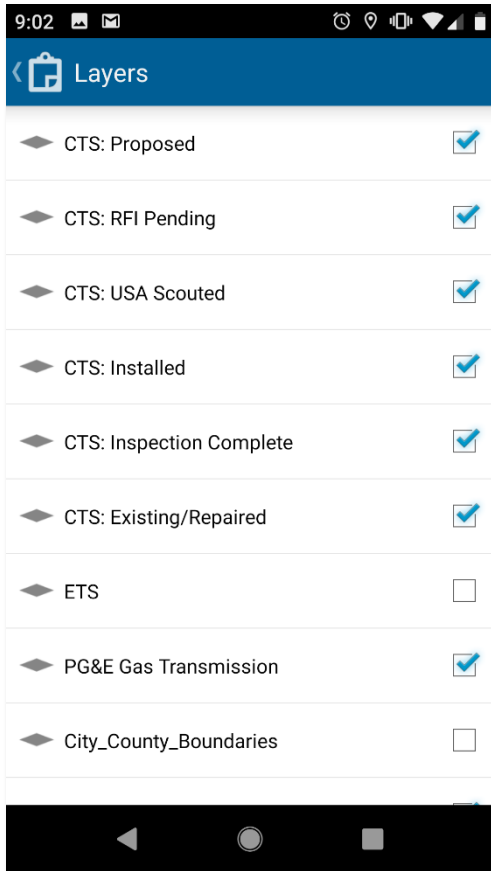 9:02
Layers
CTS: Proposed
CTS: RFI Pending
CTS: USA Scouted
CTS: Installed
CTS: Inspection Complete
CTS: Existing/Repaired
ETS
PG&E Gas Transmission
City_County_Boundaries